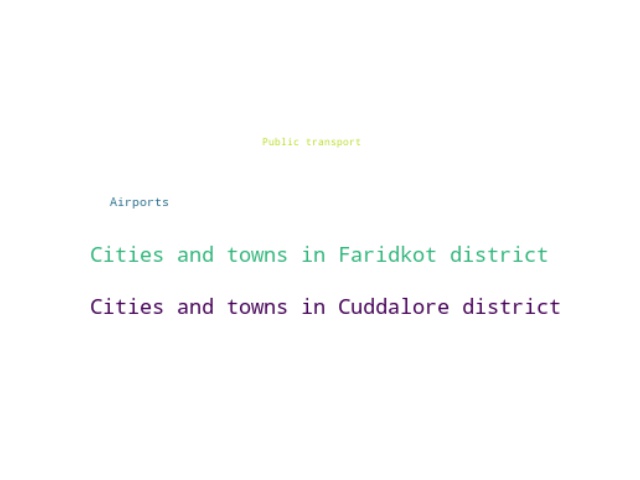 Public transport
Airports
Cities and towns in Faridkot district
Cities and towns in Cuddalore district